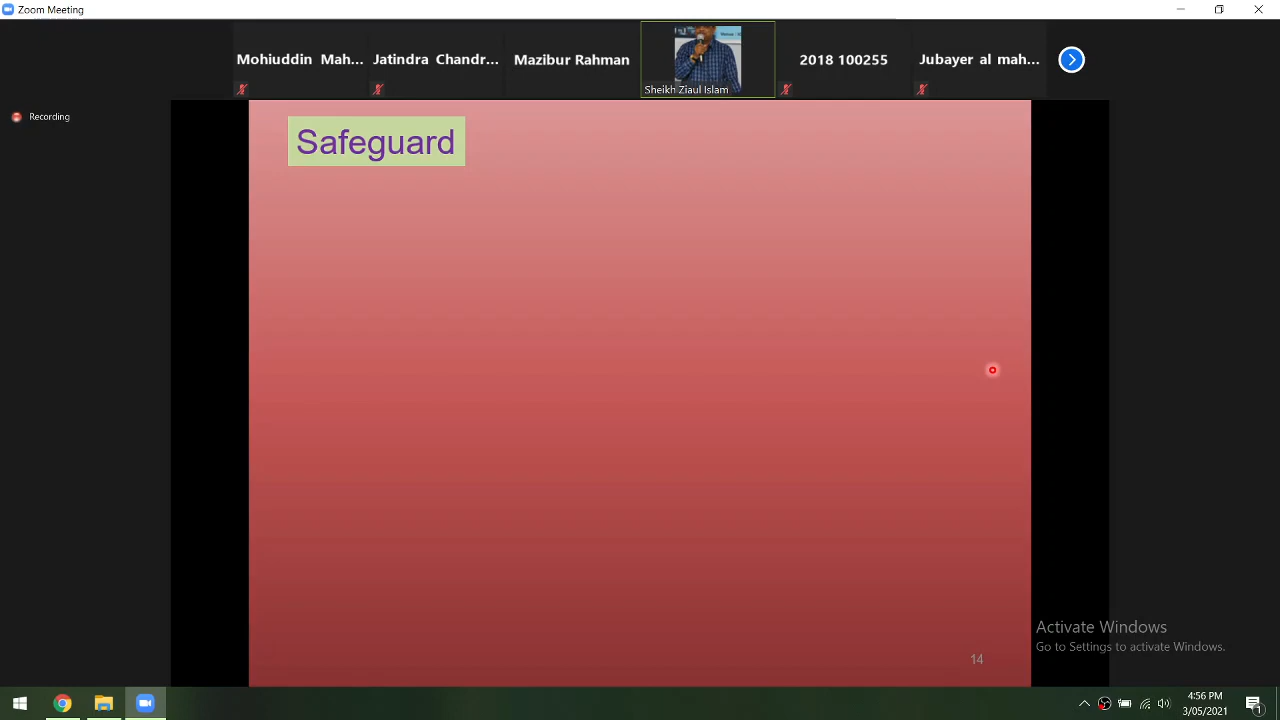 Zoom Meeting
Mohiuddin Mah...
Jatindra Chandr...
Mazibur Rahman
Sheikh Ziaul Islam
2018 100255
Jubayer al mah...
Recording
Safeguard
14
Activate Windows
Go to Settings to activate Windows.
4:56 PM
3/05/2021
1